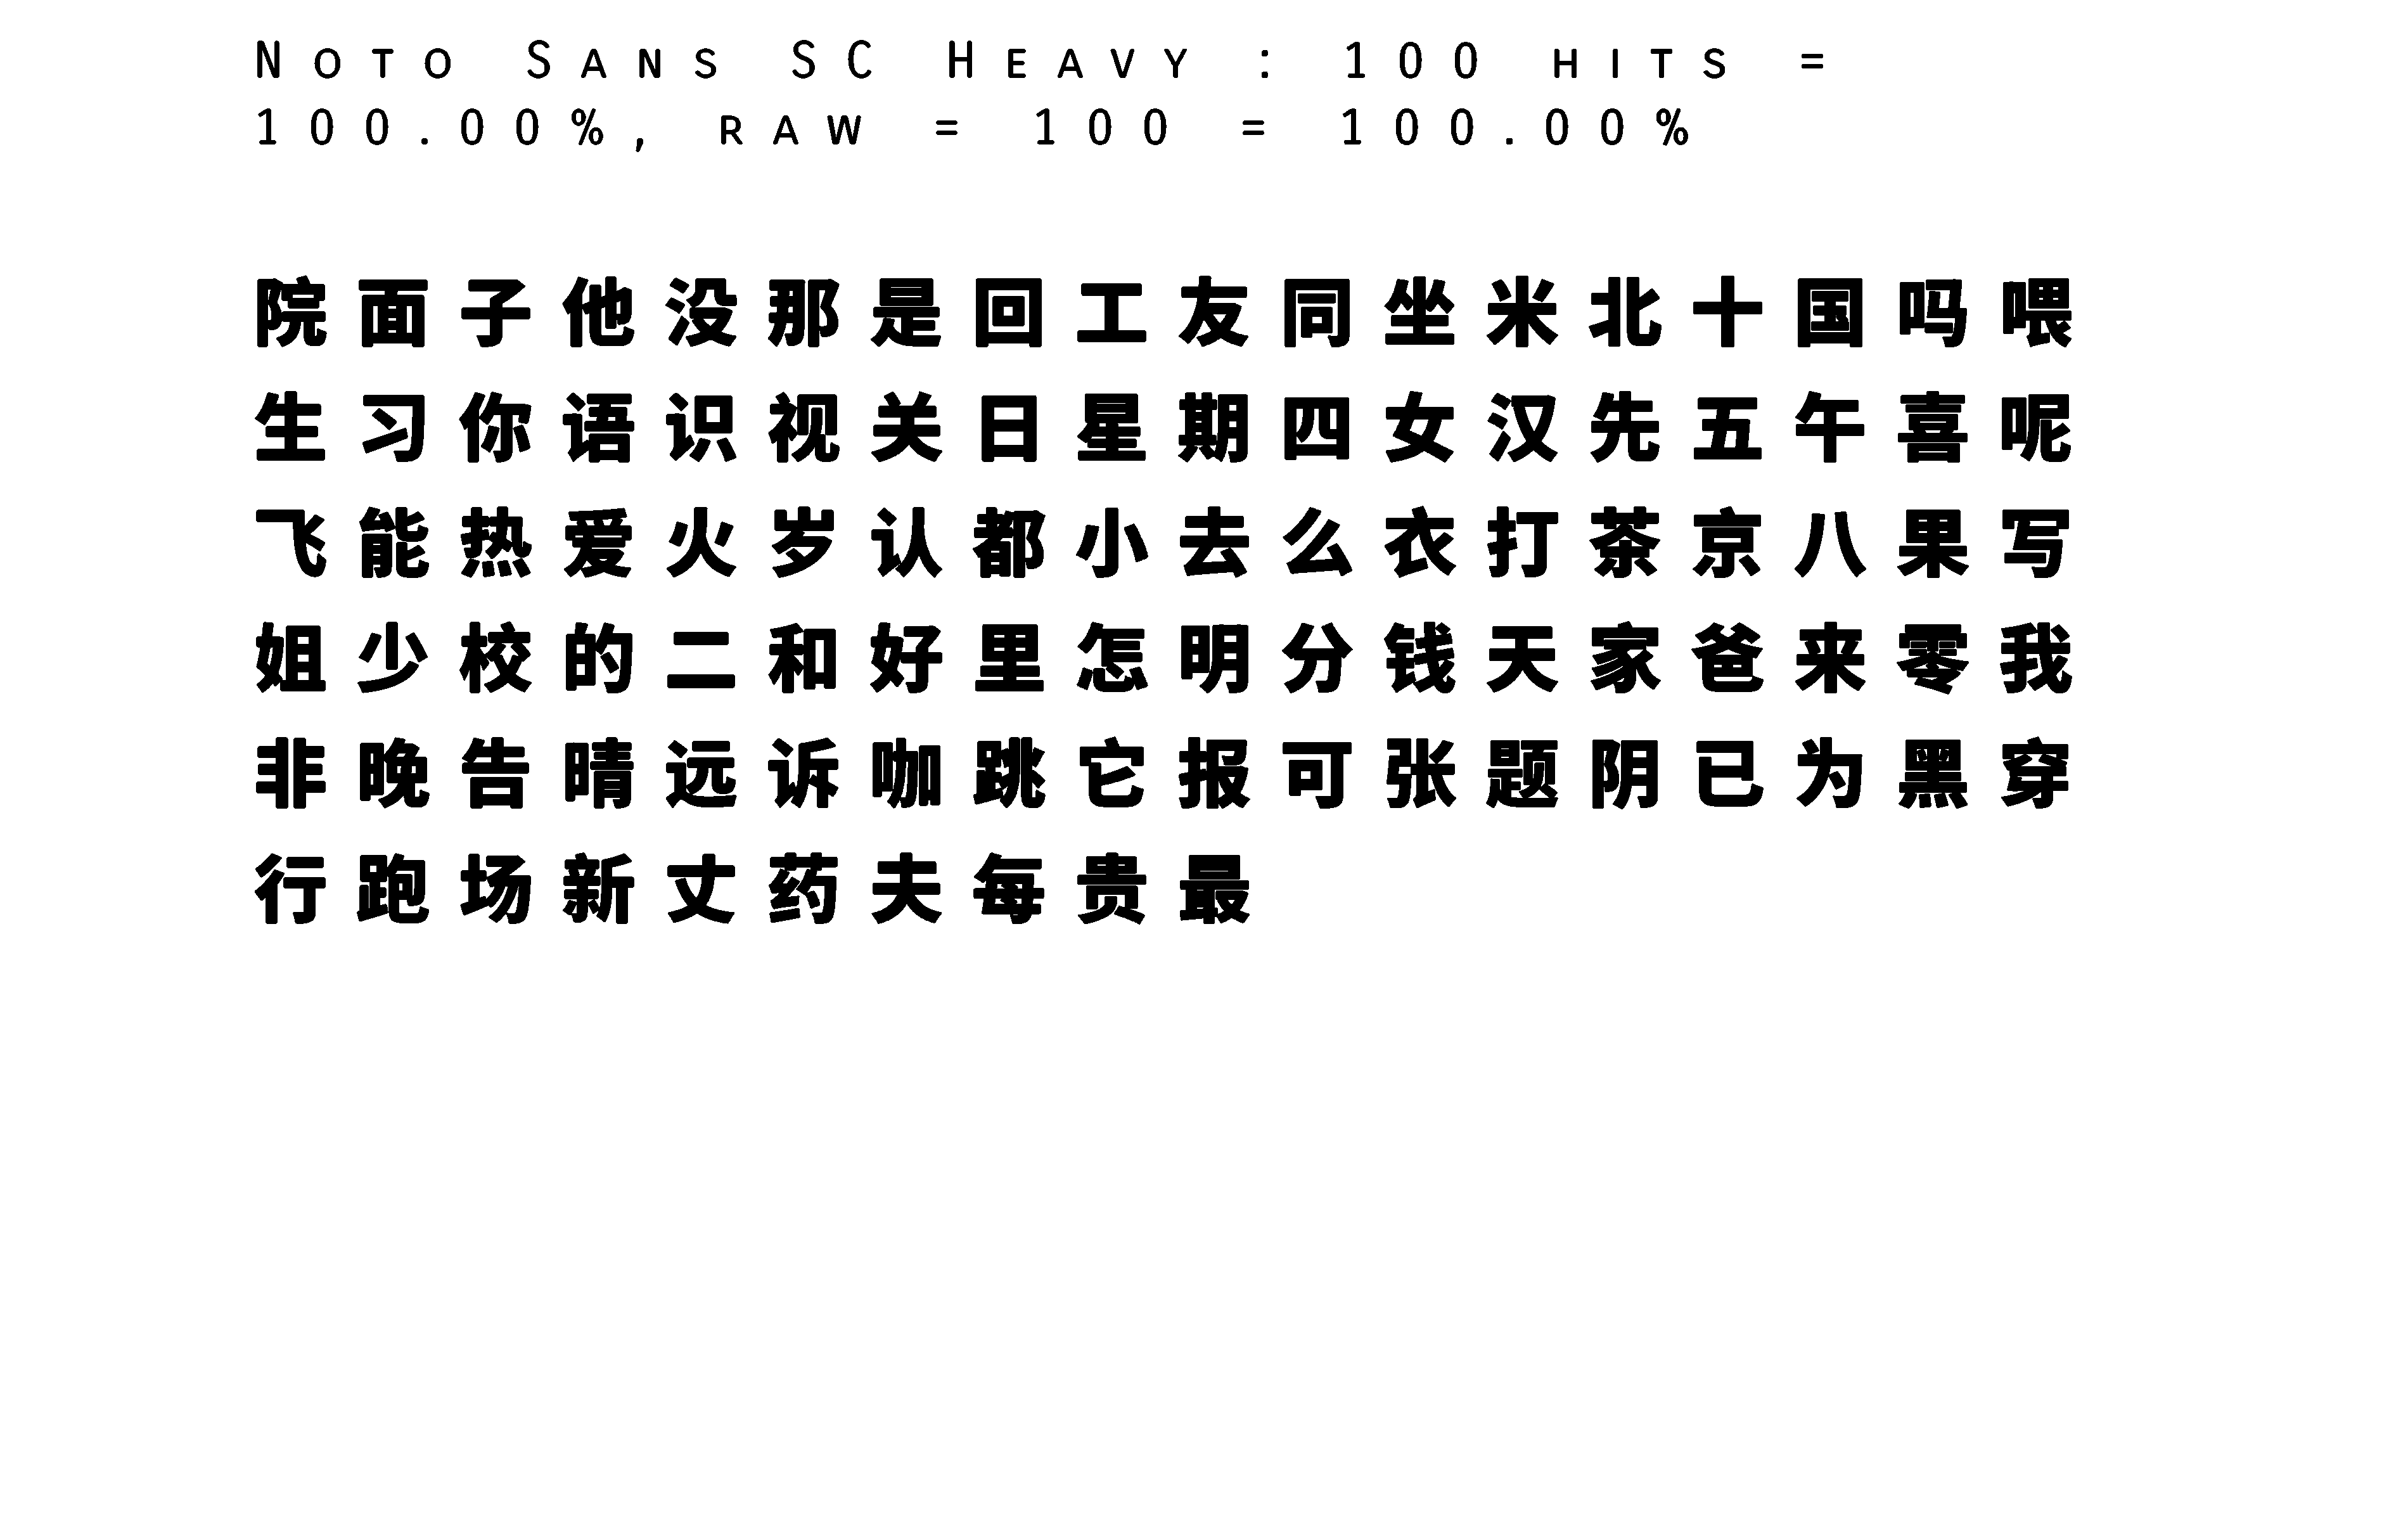 Noto Sans SC Heavy : 100 hits =
100.00%, raw = 100 = 100.00%
院面子他没那是回工友同坐米北十国吗喂
生习你语识视关日星期四女汉先五午喜呢
飞能热爱火岁认都小去么衣打茶京八果写
姐少校的二和好里怎明分钱天家爸来零我
非晚告晴远诉咖跳它报可张题阴已为黑穿
行跑场新丈药夫每贵最